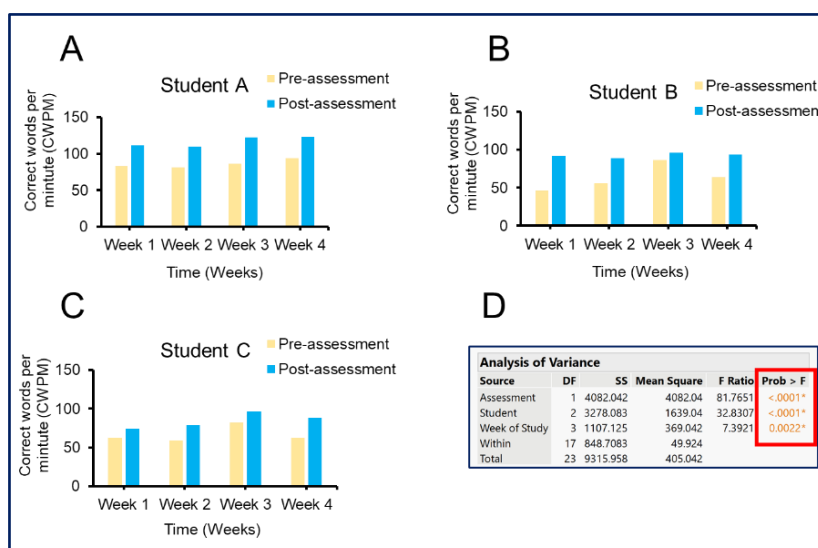 A
Student A
Pre-assessment
Post-assessment
Correct words per
mintute (CWPM)
150
100
50
0
Week 1 Week 2 Week 3 Week 4
Time (Weeks)
B
Student B
Pre-assessment
Post-assessment
Correct words per
mintute (CWPM)
150
100
50
0
Week 1 Week 2 Week 3 Week 4
Time (Weeks)
C
Student C
Pre-assessment
Post-assessment
Correct words per
mintute (CWPM)
150
100
50
0
Week 1 Week 2 Week 3 Week 4
Time (Weeks)
D
Analysis of Variance
Source DF SS Mean Square F Ratio Prob > F
Assessment 1 4082.042 4082.04 81.7651 <.0001*
Student 2 3278.083 1639.04 32.8307 <.0001*
Week of Study 3 1107.125 369.042 7.3921 0.0022*
Within 17 848.7083 49.924
Total 23 9315.958 405.042